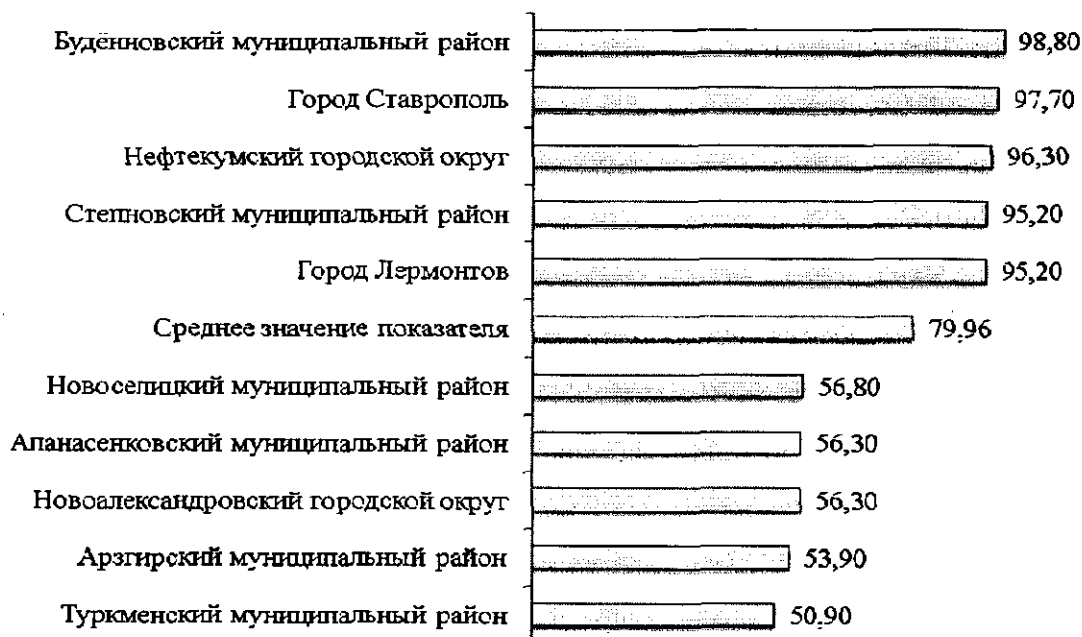 Будённовский муниципальный район 98,80
Город Ставрополь 97,70
Нефтекумский городской округ 96,30
Степновский муниципальный район 95,20
Город Лермонтов 95,20
Среднее значение показателя 79,96
Новоселицкий муниципальный район 56,80
Апанасенковский муниципальный район 56,30
Новоалександровский городской округ 56,30
Арзгирский муниципальный район 53,90
Туркменский муниципальный район 50,90